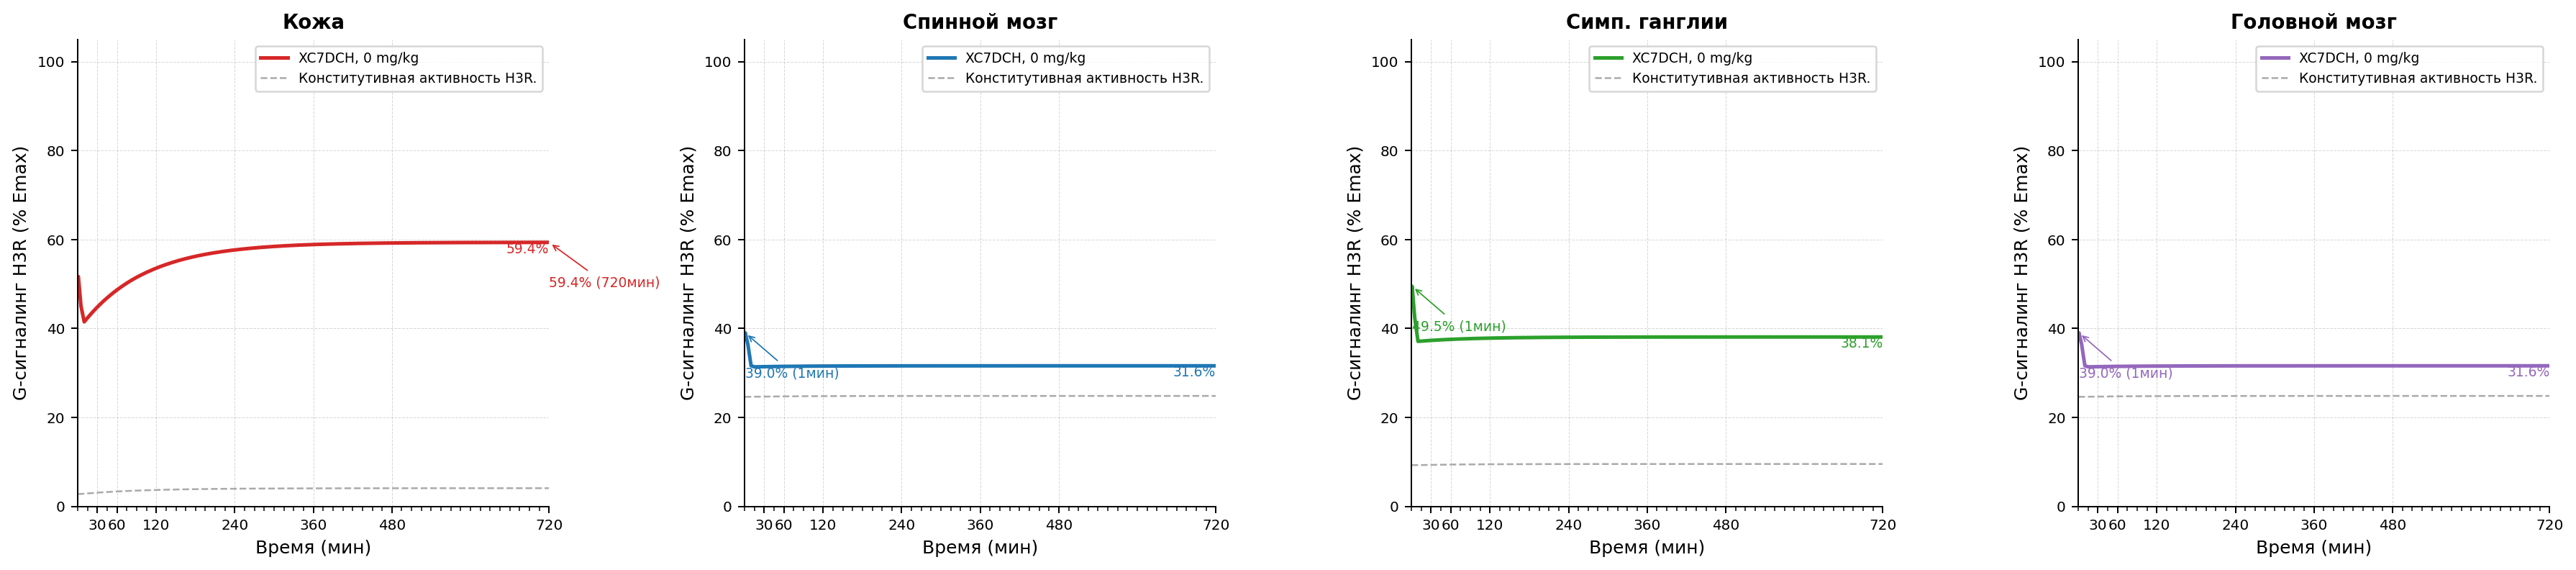 Кожа
XC7DCH, 0 mg/kg
Конститутивная активность H3R.
G-сигналинг H3R (% Emax)
100
80
60
40
20
0
59.4%
59.4% (720мин)
30 60 120 240 360 480 720
Время (мин)
Спинной мозг
XC7DCH, 0 mg/kg
Конститутивная активность H3R.
G-сигналинг H3R (% Emax)
100
80
60
40
20
0
39.0% (1мин)
31.6%
30 60 120 240 360 480 720
Время (мин)
Симп. ганглии
XC7DCH, 0 mg/kg
Конститутивная активность H3R.
G-сигналинг H3R (% Emax)
100
80
60
40
20
0
49.5% (1мин)
38.1%
30 60 120 240 360 480 720
Время (мин)
Головной мозг
XC7DCH, 0 mg/kg
Конститутивная активность H3R.
G-сигналинг H3R (% Emax)
100
80
60
40
20
0
39.0% (1мин)
31.6%
30 60 120 240 360 480 720
Время (мин)